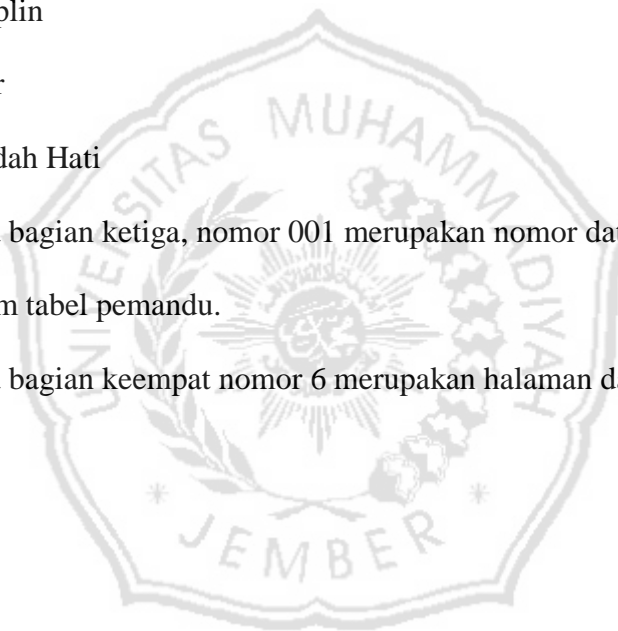 plin
r
dah Hati
bagian ketiga, nomor 001 merupakan nomor dat
m tabel pemandu.
bagian keempat nomor 6 merupakan halaman da
UNIVERSITAS MUHAMMADIYAH
JEMBER